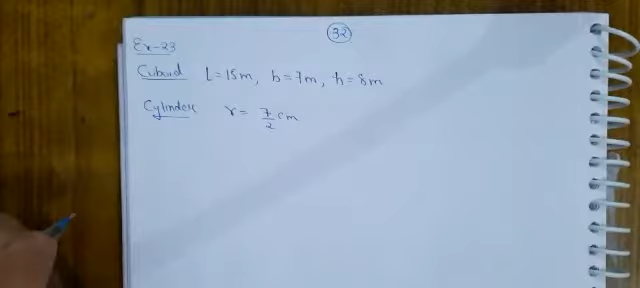 32
Ex-23
Cuboid L=15m, b=7m, h=8m
Cylinder r= 7/2 cm